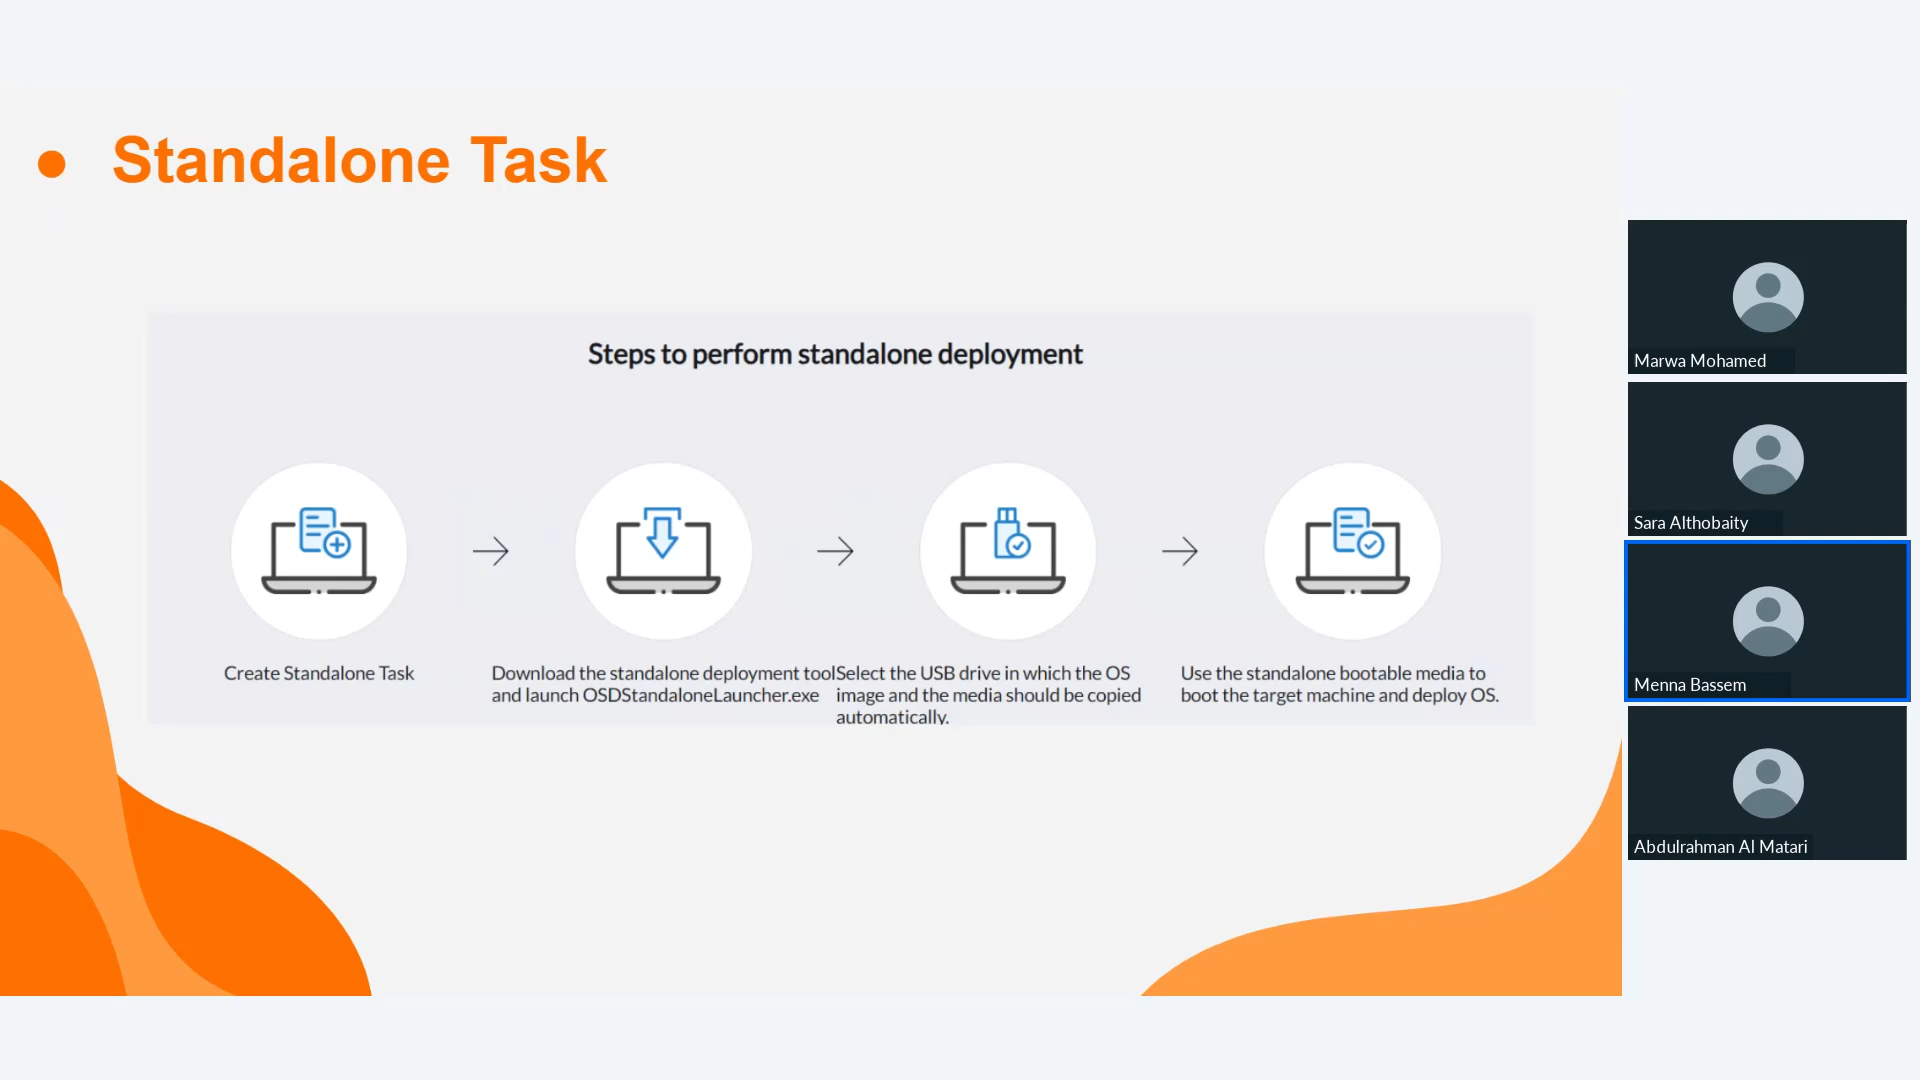 Standalone Task
Steps to perform standalone deployment
Create Standalone Task
Download the standalone deployment tool
and launch OSDStandaloneLauncher.exe
Select the USB drive in which the OS
image and the media should be copied
automatically.
Use the standalone bootable media to
boot the target machine and deploy OS.
Marwa Mohamed
Sara Althobaity
Menna Bassem
Abdulrahman Al Matari